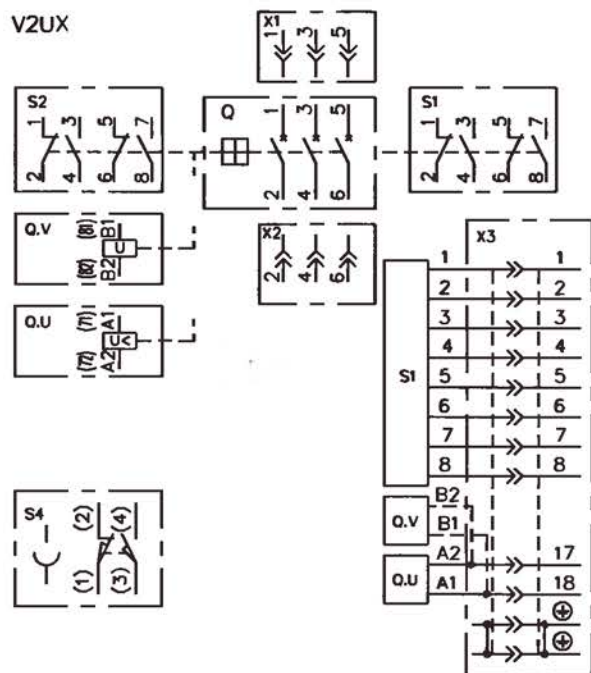 V2UX
X1
1 3 5
S2
1 3 5 7
2 4 6 8
Q
1 3 5
2 4 6
S1
1 3 5 7
2 4 6 8
Q.V
(81) B1
U
(82) B2
X2
2 4 6
Q.U
(71) A1
U<
(72) A2
X3
S1
1 1
2 2
3 3
4 4
5 5
6 6
7 7
8 8
Q.V
B2
B1
Q.U
A2 17
A1 18
S4
(2) (4)
(1) (3)